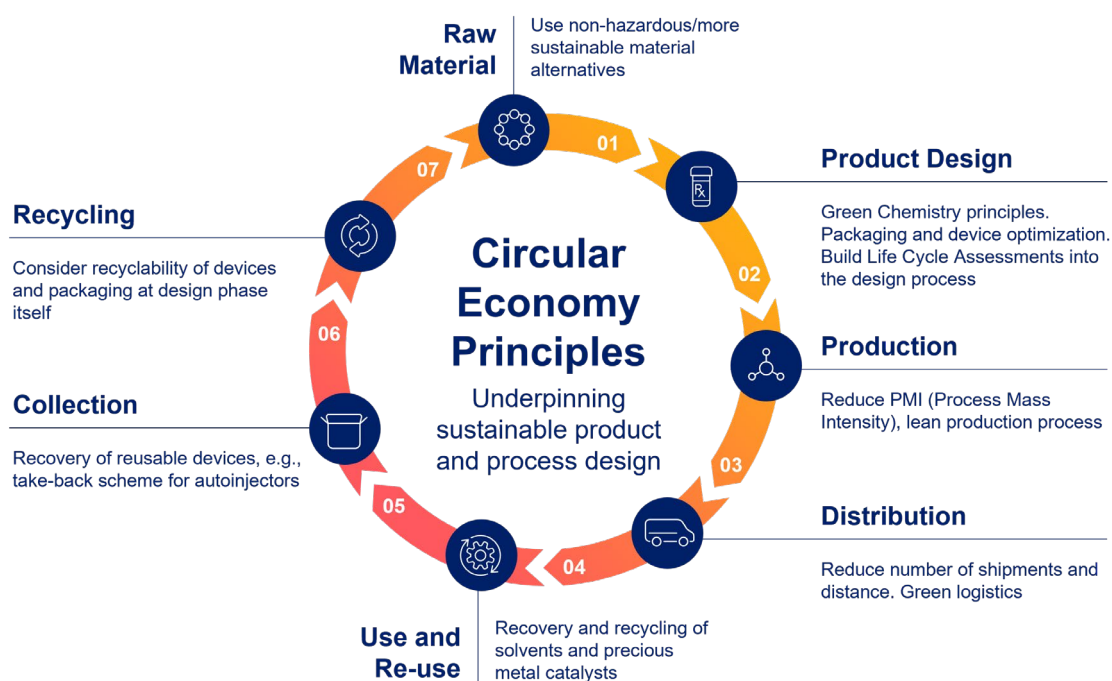 Raw
Material
Use non-hazardous/more
sustainable material
alternatives
01
Product Design
Green Chemistry principles.
Packaging and device optimization.
Build Life Cycle Assessments into
the design process
Rx
02
Production
Reduce PMI (Process Mass
Intensity), lean production process
03
Distribution
Reduce number of shipments and
distance. Green logistics
04
Use and
Re-use
Recovery and recycling of
solvents and precious
metal catalysts
05
Collection
Recovery of reusable devices, e.g.,
take-back scheme for autoinjectors
06
Recycling
Consider recyclability of devices
and packaging at design phase
itself
07
Circular
Economy
Principles
Underpinning
sustainable product
and process design